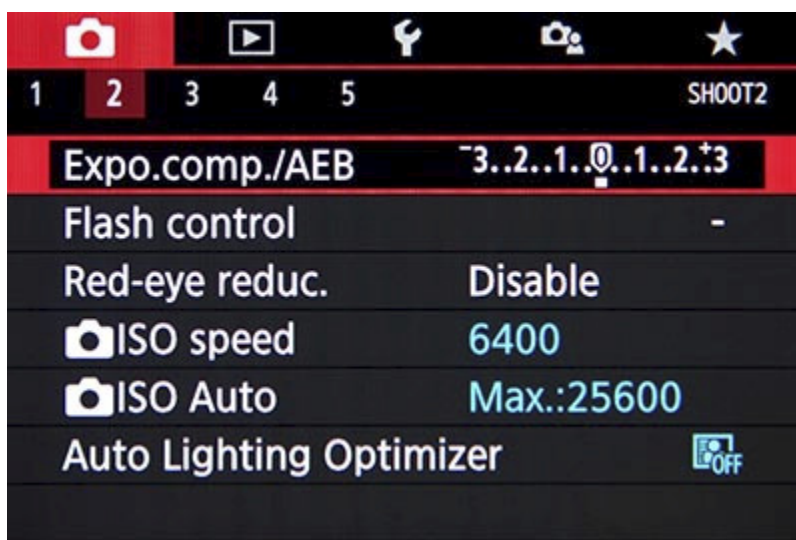 1 2 3 4 5 SHOOT2
Expo.comp./AEB -3..2..1..0..1..2.+3
Flash control -
Red-eye reduc. Disable
ISO speed 6400
ISO Auto Max.:25600
Auto Lighting Optimizer OFF